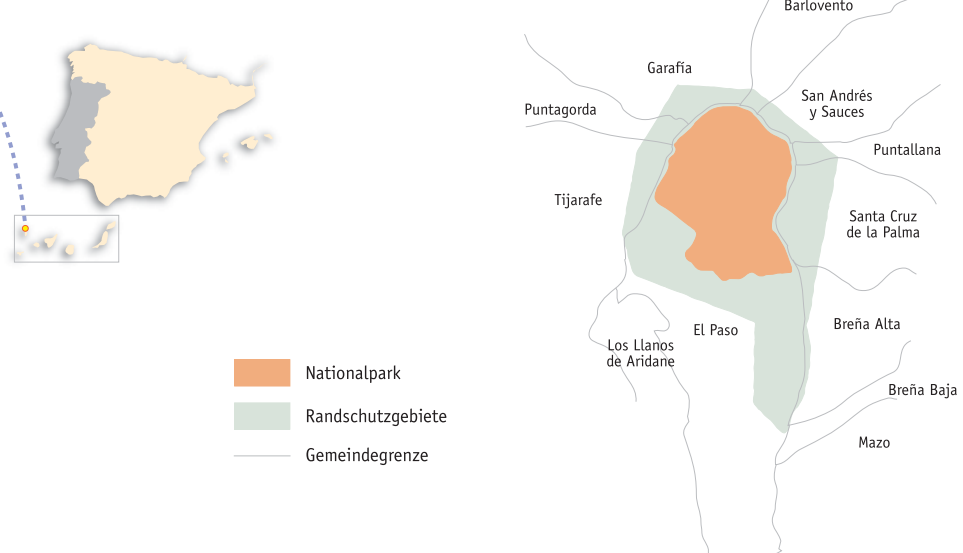 Barlovento
Garafía
San Andrés
y Sauces
Puntagorda
Puntallana
Tijarafe
Santa Cruz
de la Palma
El Paso
Breña Alta
Los Llanos
de Aridane
Breña Baja
Mazo
Nationalpark
Randschutzgebiete
Gemeindegrenze